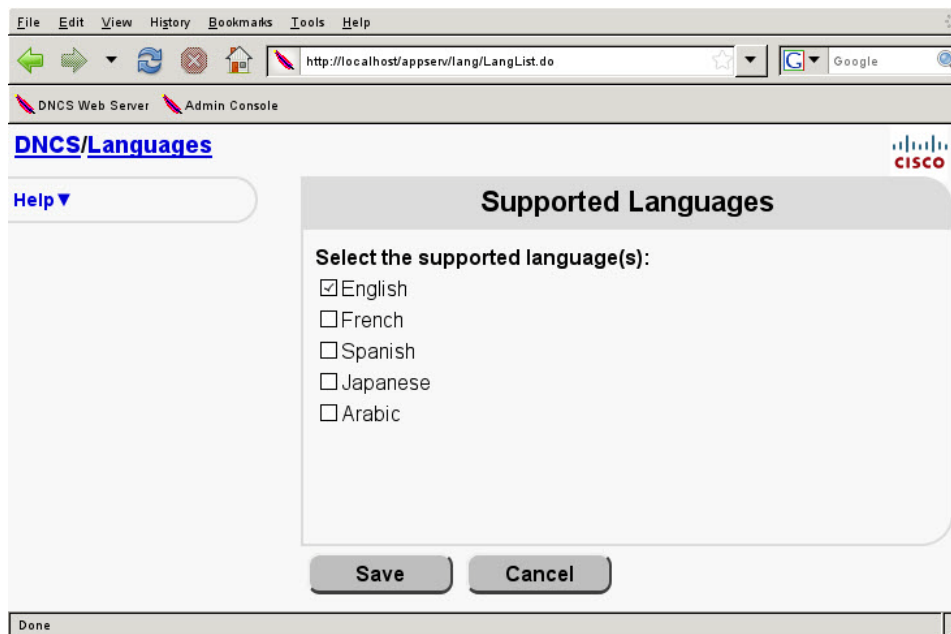 File Edit View History Bookmarks Tools Help
http://localhost/appserv/lang/LangList.do
G
Google
DNCS Web Server Admin Console
DNCS/Languages
CISCO
Help▼
Supported Languages
Select the supported language(s):
English
French
Spanish
Japanese
Arabic
Save Cancel
Done